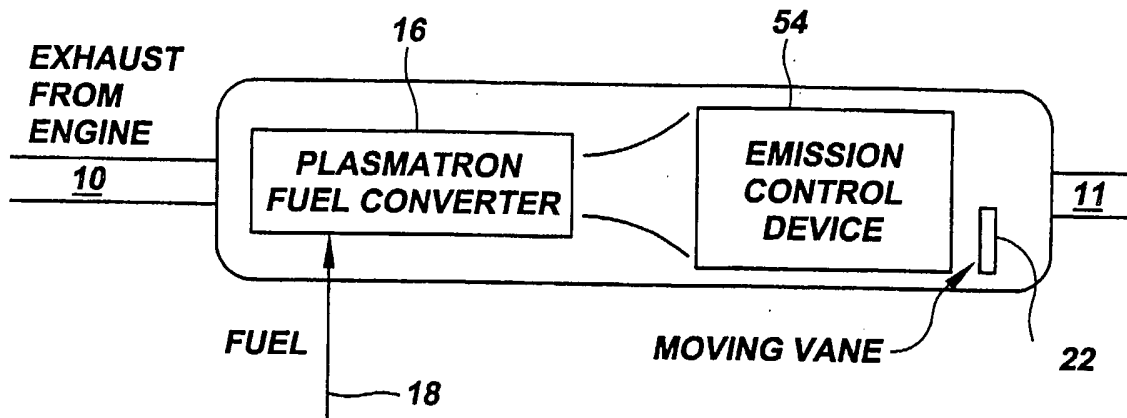 16
54
EXHAUST
FROM
ENGINE
10
PLASMATRON
FUEL CONVERTER
EMISSION
CONTROL
DEVICE
11
FUEL
MOVING VANE
22
18